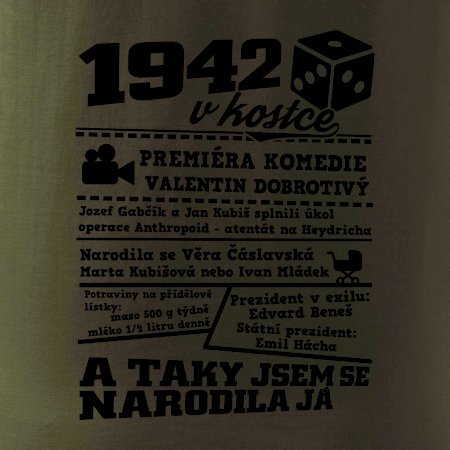 1942
v kostce
PREMIÉRA KOMEDIE
VALENTIN DOBROTIVÝ
Jozef Gabčík a Jan Kubiš splnili úkol
operace Anthropoid - atentát na Heydricha
Narodila se Věra Čáslavská
Marta Kubišová nebo Ivan Mládek
Potraviny na přídělové
lístky:
maso 500 g týdně
mléko 1/4 litru denně
Prezident v exilu:
Edvard Beneš
Státní prezident:
Emil Hácha
A TAKY JSEM SE
NARODILA JÁ